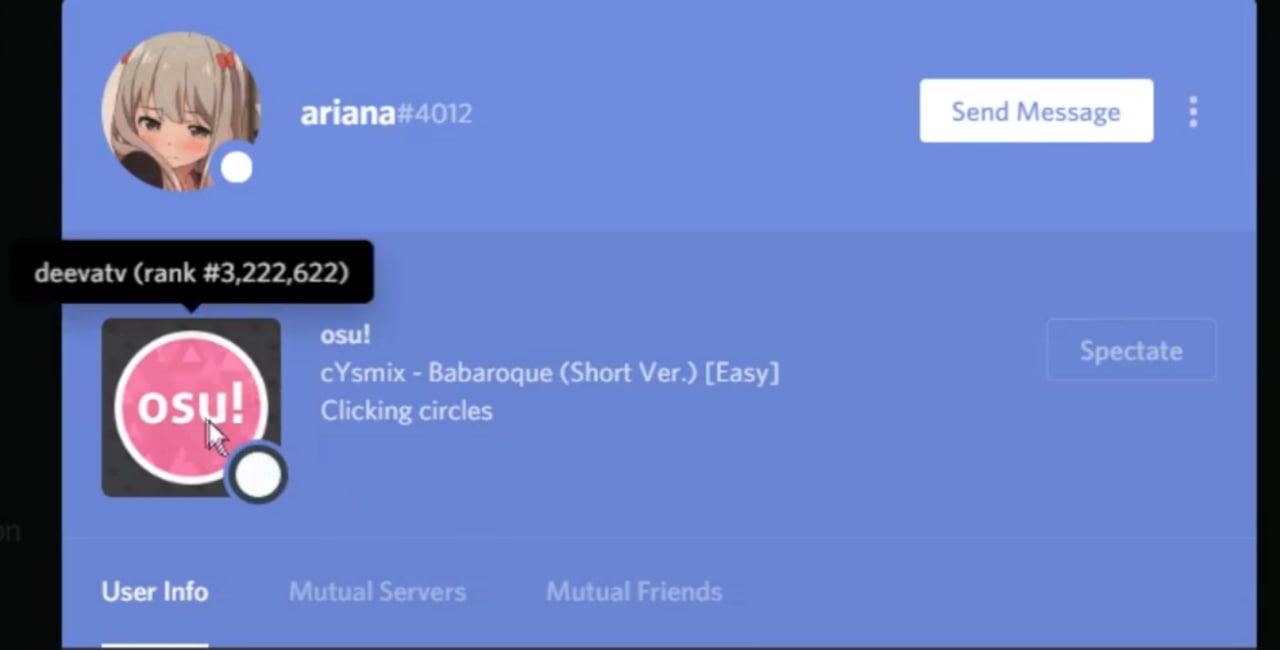 ariana#4012
Send Message
deevatv (rank #3,222,622)
osu!
osu!
cYsmix - Babaroque (Short Ver.) [Easy]
Clicking circles
Spectate
on
User Info
Mutual Servers
Mutual Friends